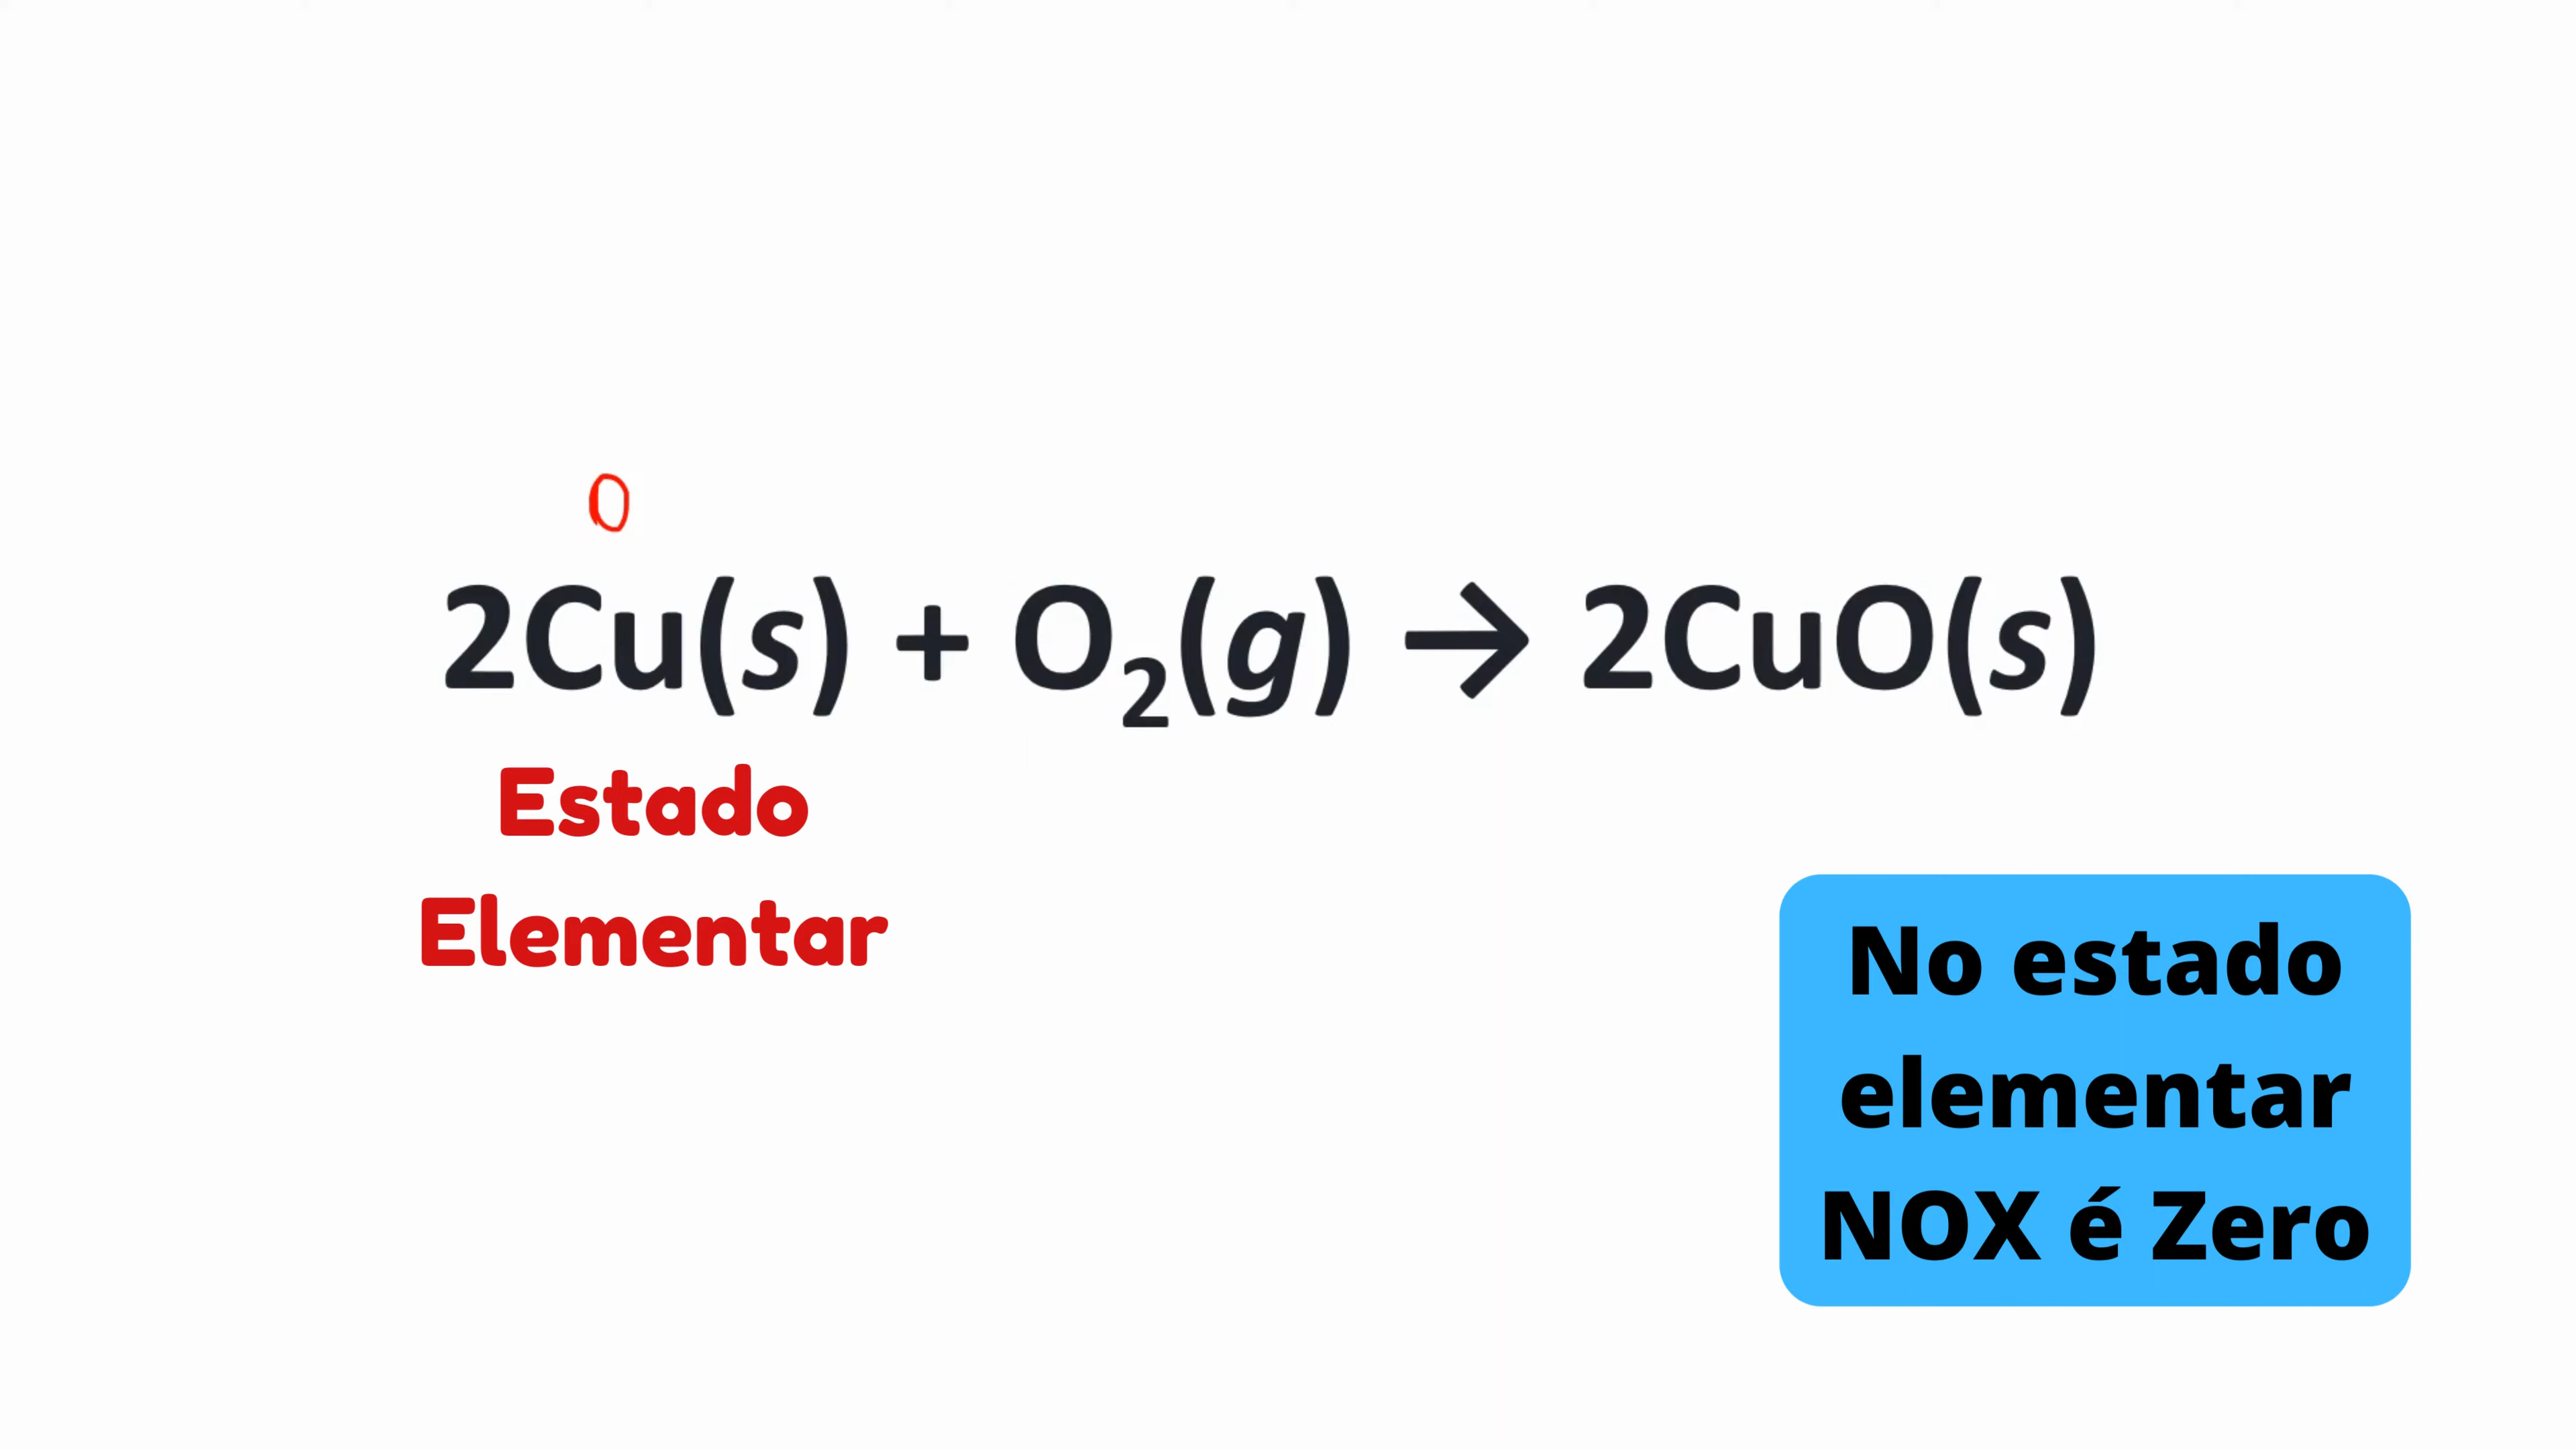 0
2Cu(s) + O₂(g) → 2CuO(s)
Estado
Elementar
No estado
elementar
NOX é Zero